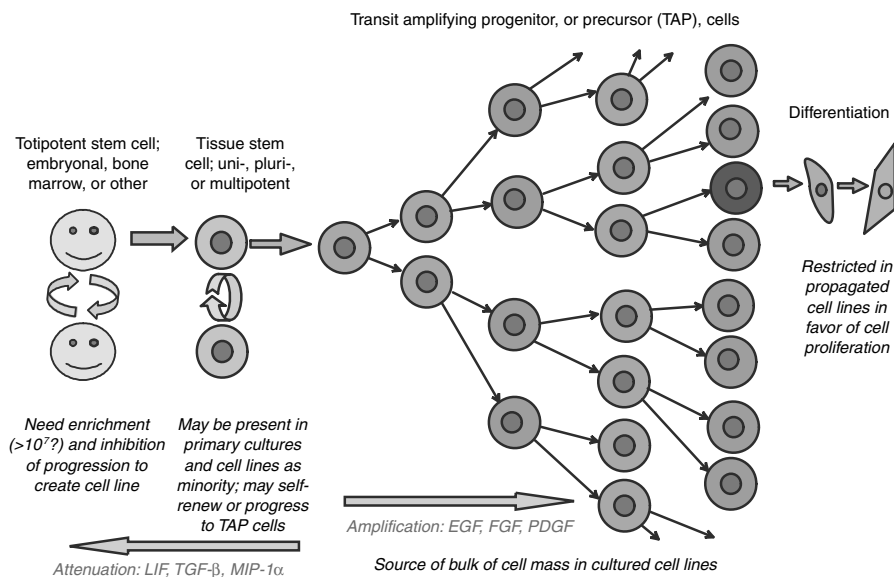 Transit amplifying progenitor, or precursor (TAP), cells
Differentiation
Totipotent stem cell;
embryonal, bone
marrow, or other
Tissue stem
cell; uni-, pluri-,
or multipotent
Restricted in
propagated
cell lines in
favor of cell
proliferation
Need enrichment
(>10⁷?) and inhibition
of progression to
create cell line
May be present in
primary cultures
and cell lines as
minority; may self-
renew or progress
to TAP cells
Amplification: EGF, FGF, PDGF
Attenuation: LIF, TGF-β, MIP-1α
Source of bulk of cell mass in cultured cell lines